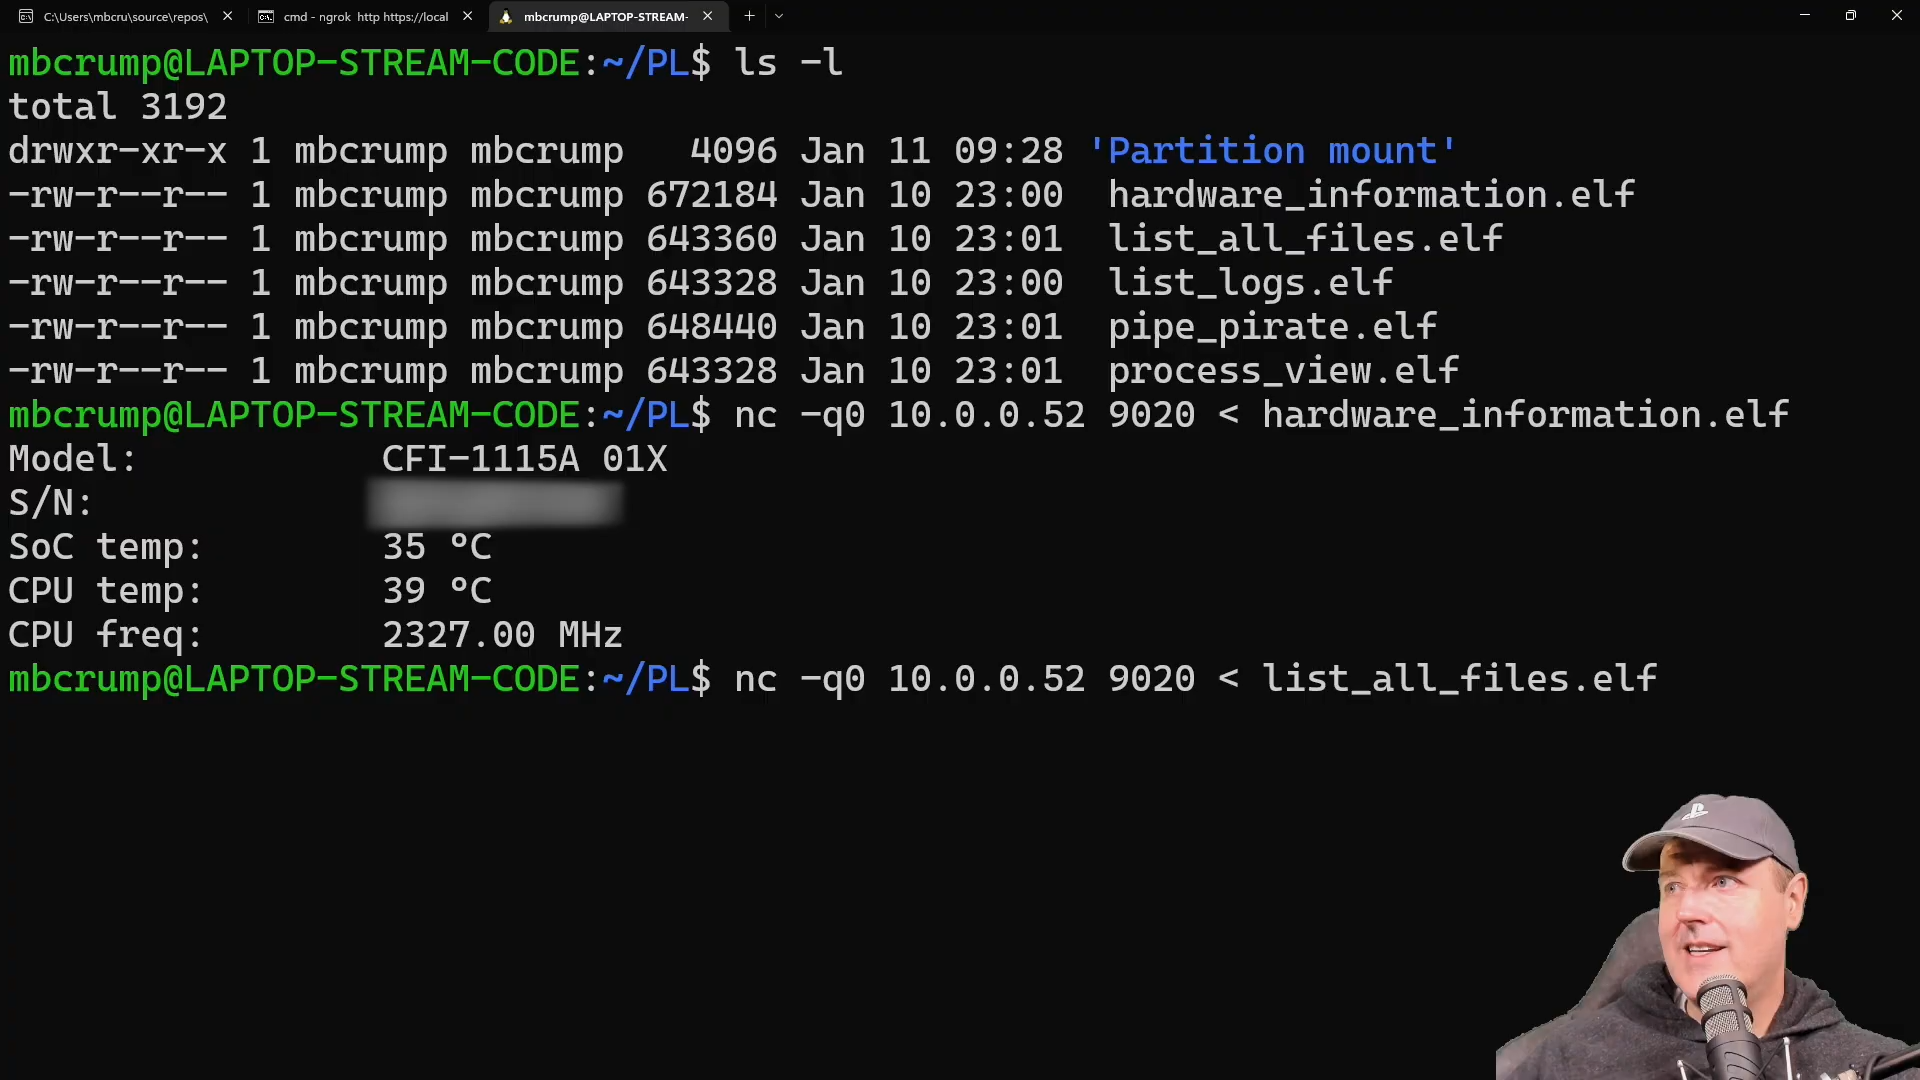 C:\Users\mbcru\source\repos\
cmd - ngrok  http https://local
mbcrump@LAPTOP-STREAM-
mbcrump@LAPTOP-STREAM-CODE:~/PL$ ls -l
total 3192
drwxr-xr-x 1 mbcrump mbcrump   4096 Jan 11 09:28 'Partition mount'
-rw-r--r-- 1 mbcrump mbcrump 672184 Jan 10 23:00  hardware_information.elf
-rw-r--r-- 1 mbcrump mbcrump 643360 Jan 10 23:01  list_all_files.elf
-rw-r--r-- 1 mbcrump mbcrump 643328 Jan 10 23:00  list_logs.elf
-rw-r--r-- 1 mbcrump mbcrump 648440 Jan 10 23:01  pipe_pirate.elf
-rw-r--r-- 1 mbcrump mbcrump 643328 Jan 10 23:01  process_view.elf
mbcrump@LAPTOP-STREAM-CODE:~/PL$ nc -q0 10.0.0.52 9020 < hardware_information.elf
Model:           CFI-1115A 01X
S/N:
SoC temp:        35 ºC
CPU temp:        39 ºC
CPU freq:        2327.00 MHz
mbcrump@LAPTOP-STREAM-CODE:~/PL$ nc -q0 10.0.0.52 9020 < list_all_files.elf